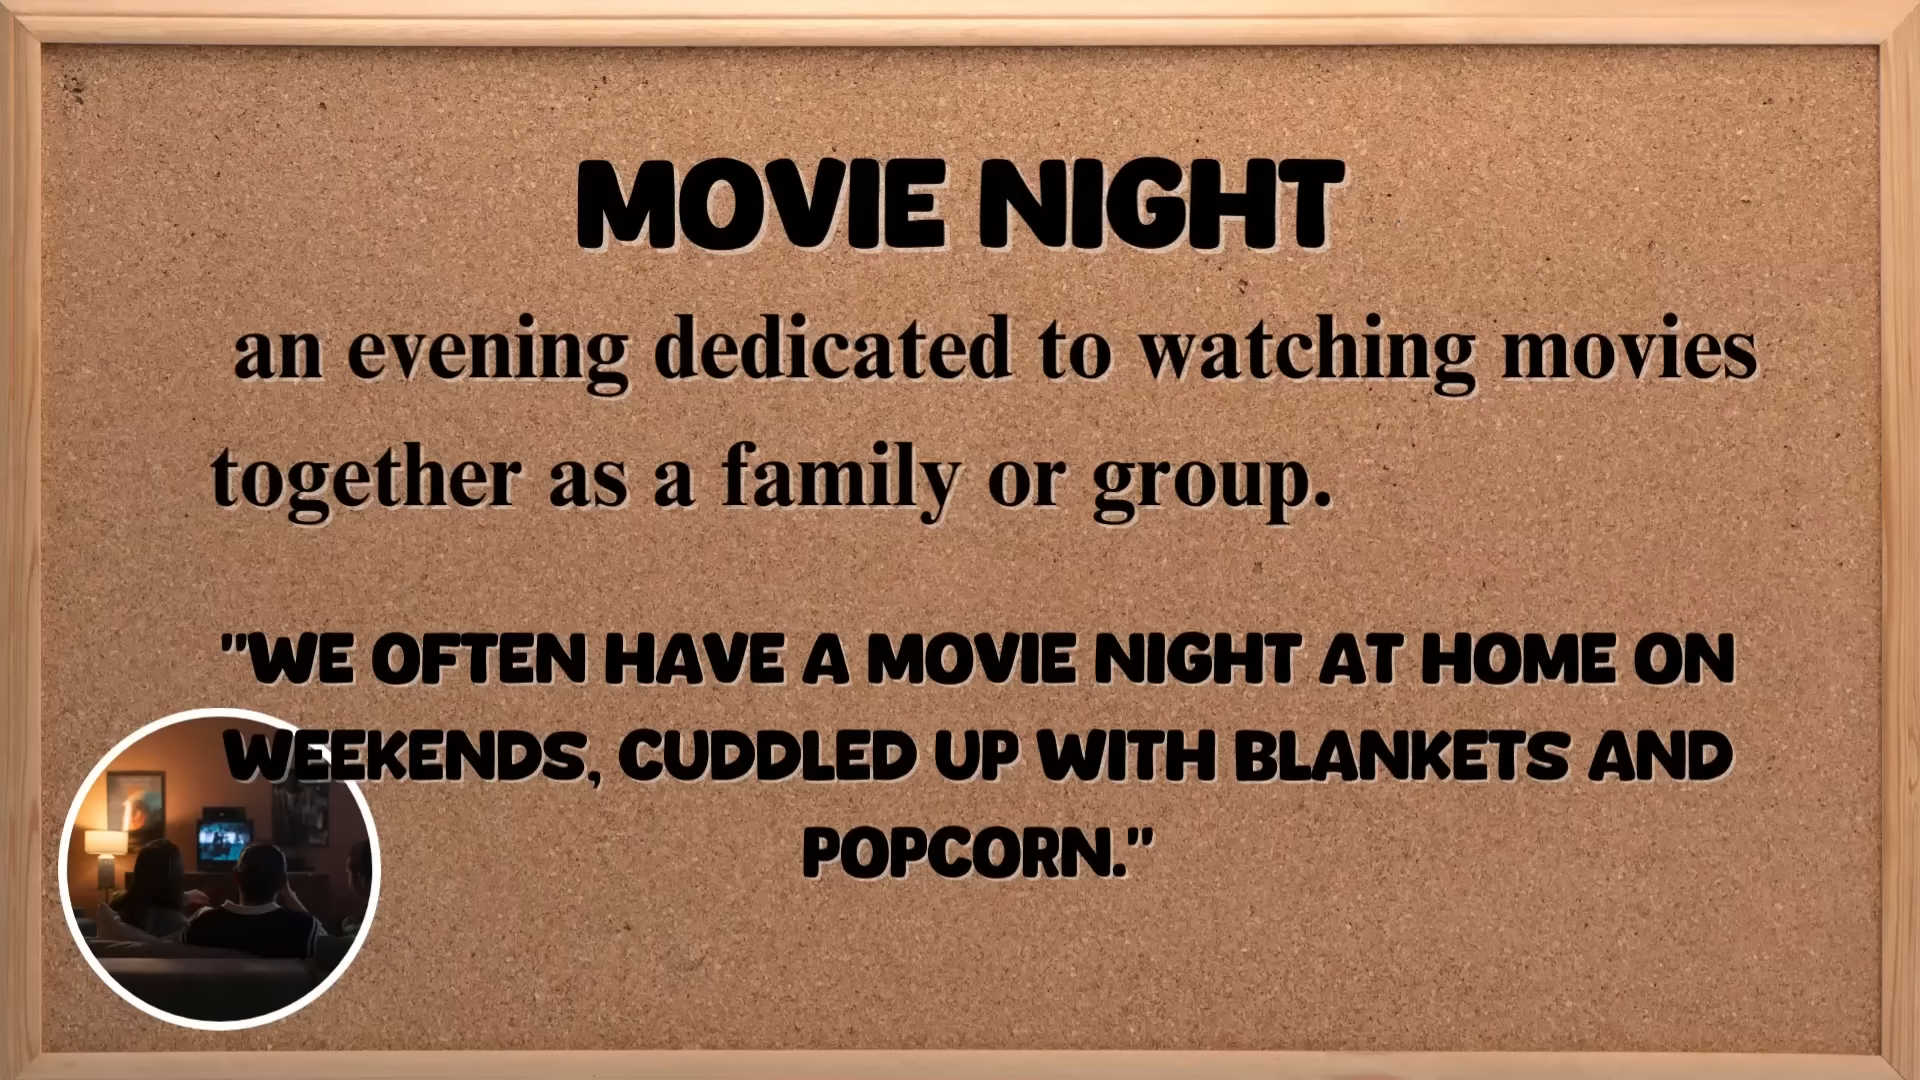 MOVIE NIGHT
an evening dedicated to watching movies
together as a family or group.
"WE OFTEN HAVE A MOVIE NIGHT AT HOME ON
WEEKENDS, CUDDLED UP WITH BLANKETS AND
POPCORN."